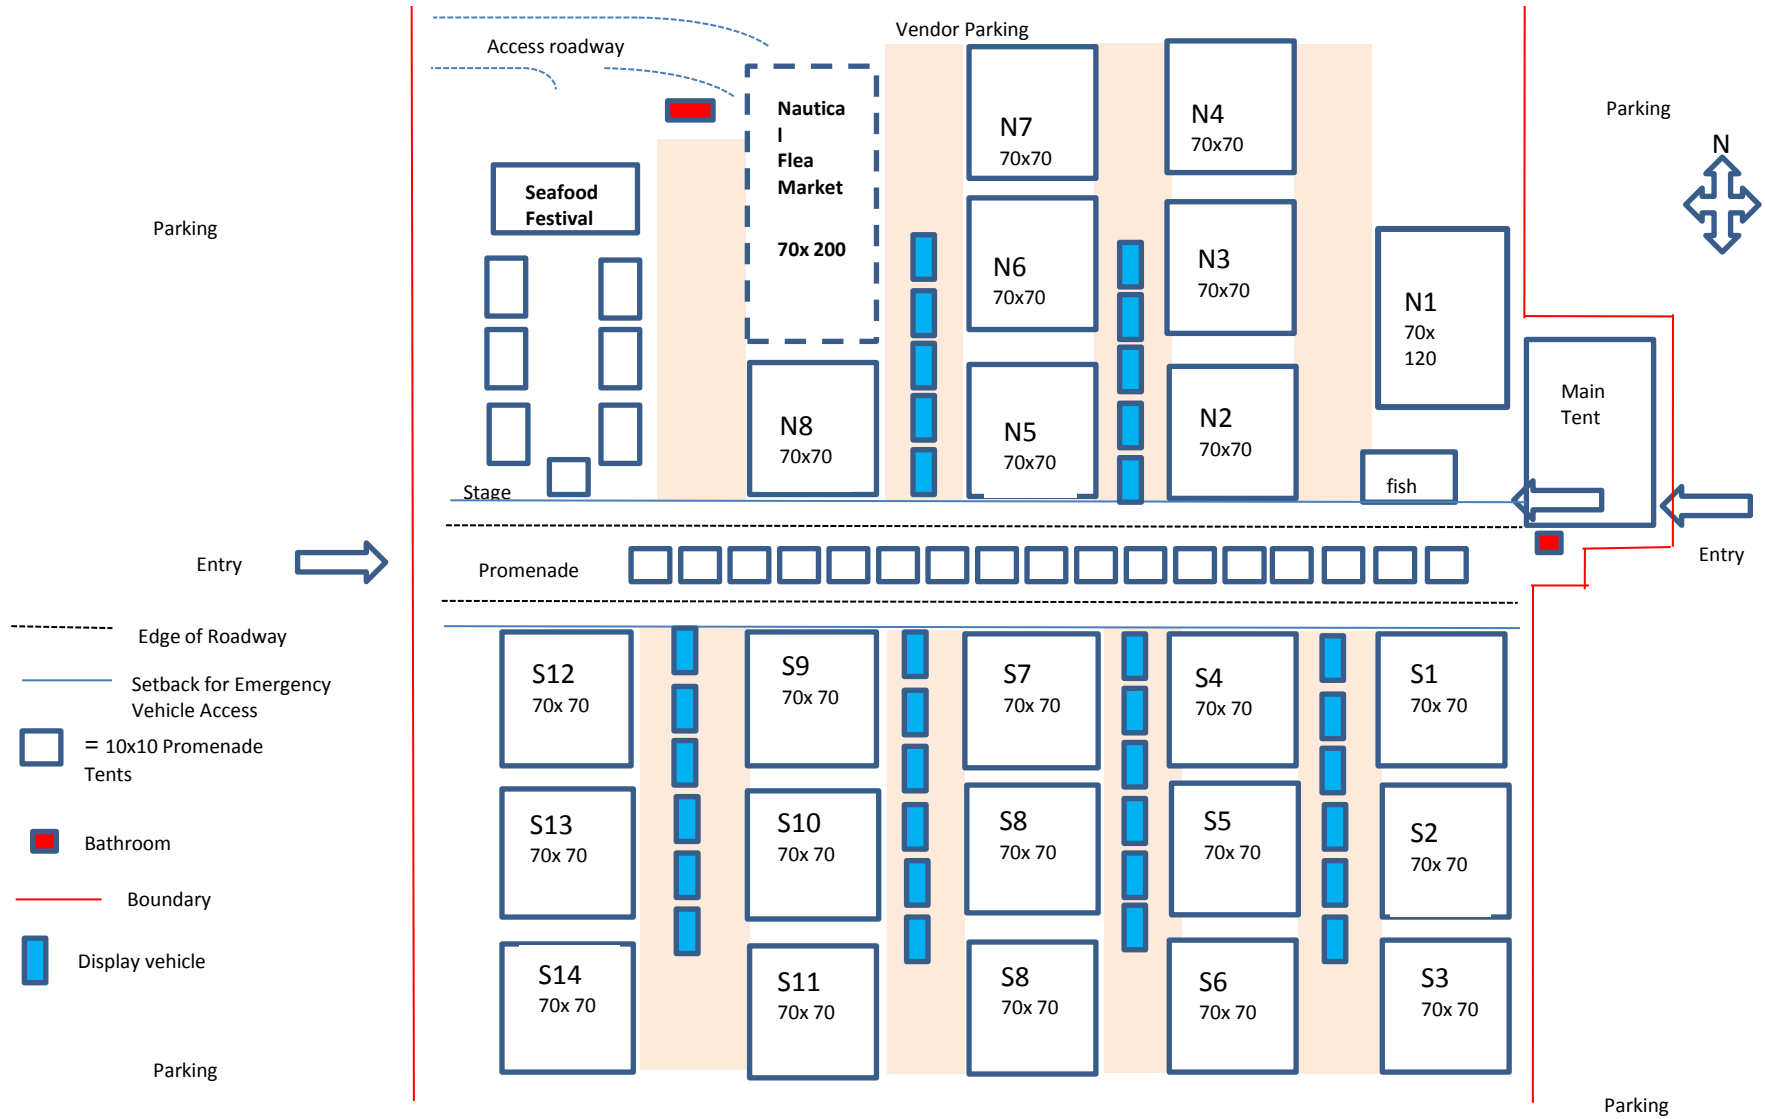 Vendor Parking
Access roadway
Parking
N
Nautica
l
Flea
Market
70x 200
N7
70x70
N4
70x70
Seafood
Festival
Parking
N6
70x70
N3
70x70
N1
70x
120
Main
Tent
N8
70x70
N5
70x70
N2
70x70
fish
Stage
Entry
Promenade
Entry
Edge of Roadway
Setback for Emergency
Vehicle Access
= 10x10 Promenade
Tents
Bathroom
Boundary
Display vehicle
S12
70x 70
S9
70x 70
S7
70x 70
S4
70x 70
S1
70x 70
S13
70x 70
S10
70x 70
S8
70x 70
S5
70x 70
S2
70x 70
S14
70x 70
S11
70x 70
S8
70x 70
S6
70x 70
S3
70x 70
Parking
Parking